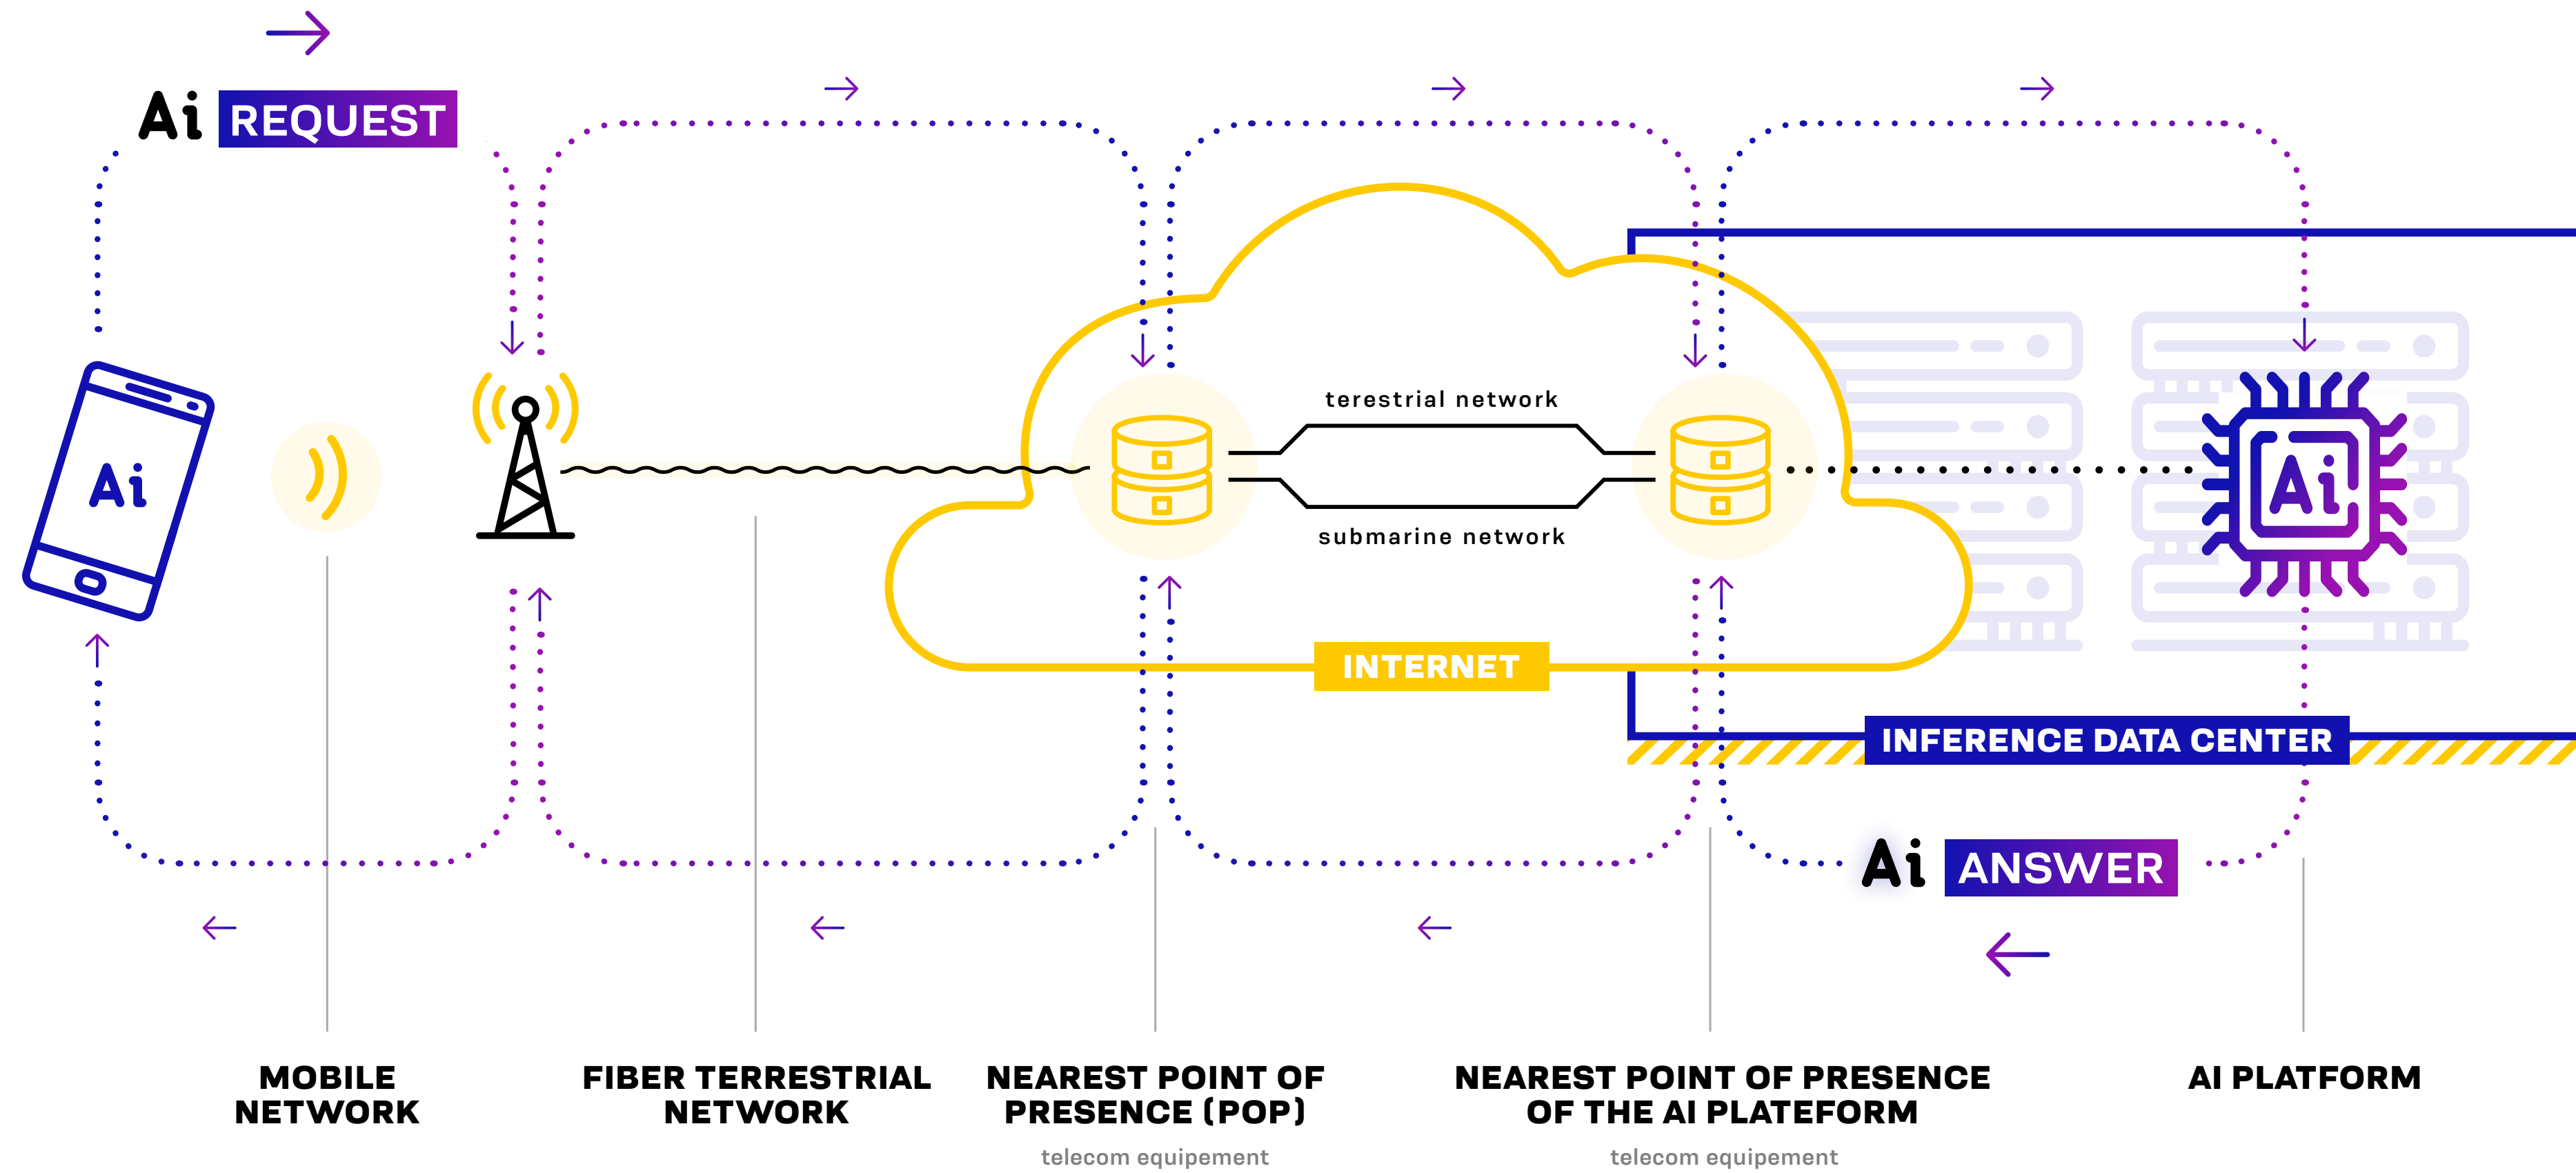 Ai REQUEST
Ai
terestrial network
submarine network
Ai
INTERNET
INFERENCE DATA CENTER
Ai ANSWER
MOBILE
NETWORK
FIBER TERRESTRIAL
NETWORK
NEAREST POINT OF
PRESENCE (POP)
telecom equipement
NEAREST POINT OF PRESENCE
OF THE AI PLATEFORM
telecom equipement
AI PLATFORM